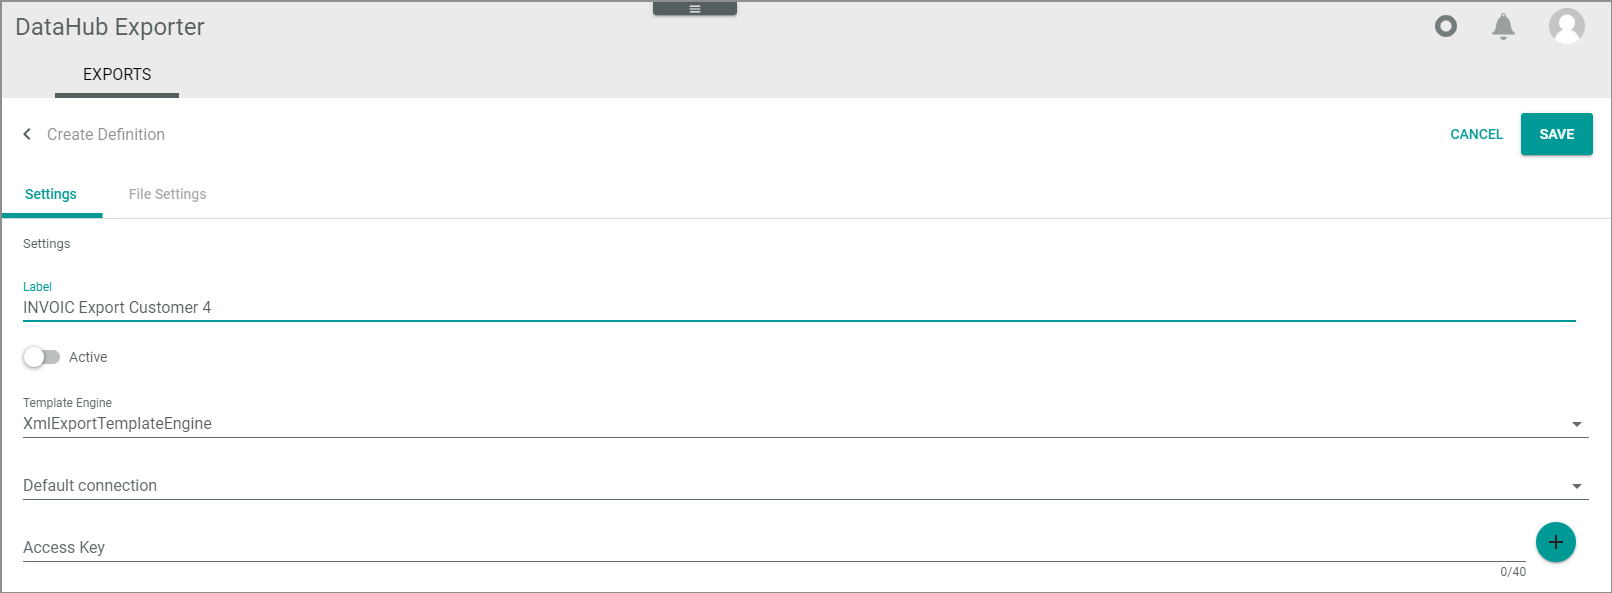 DataHub Exporter
EXPORTS
Create Definition
CANCEL
SAVE
Settings
File Settings
Settings
Label
INVOIC Export Customer 4
Active
Template Engine
XmlExportTemplateEngine
Default connection
Access Key
0/40